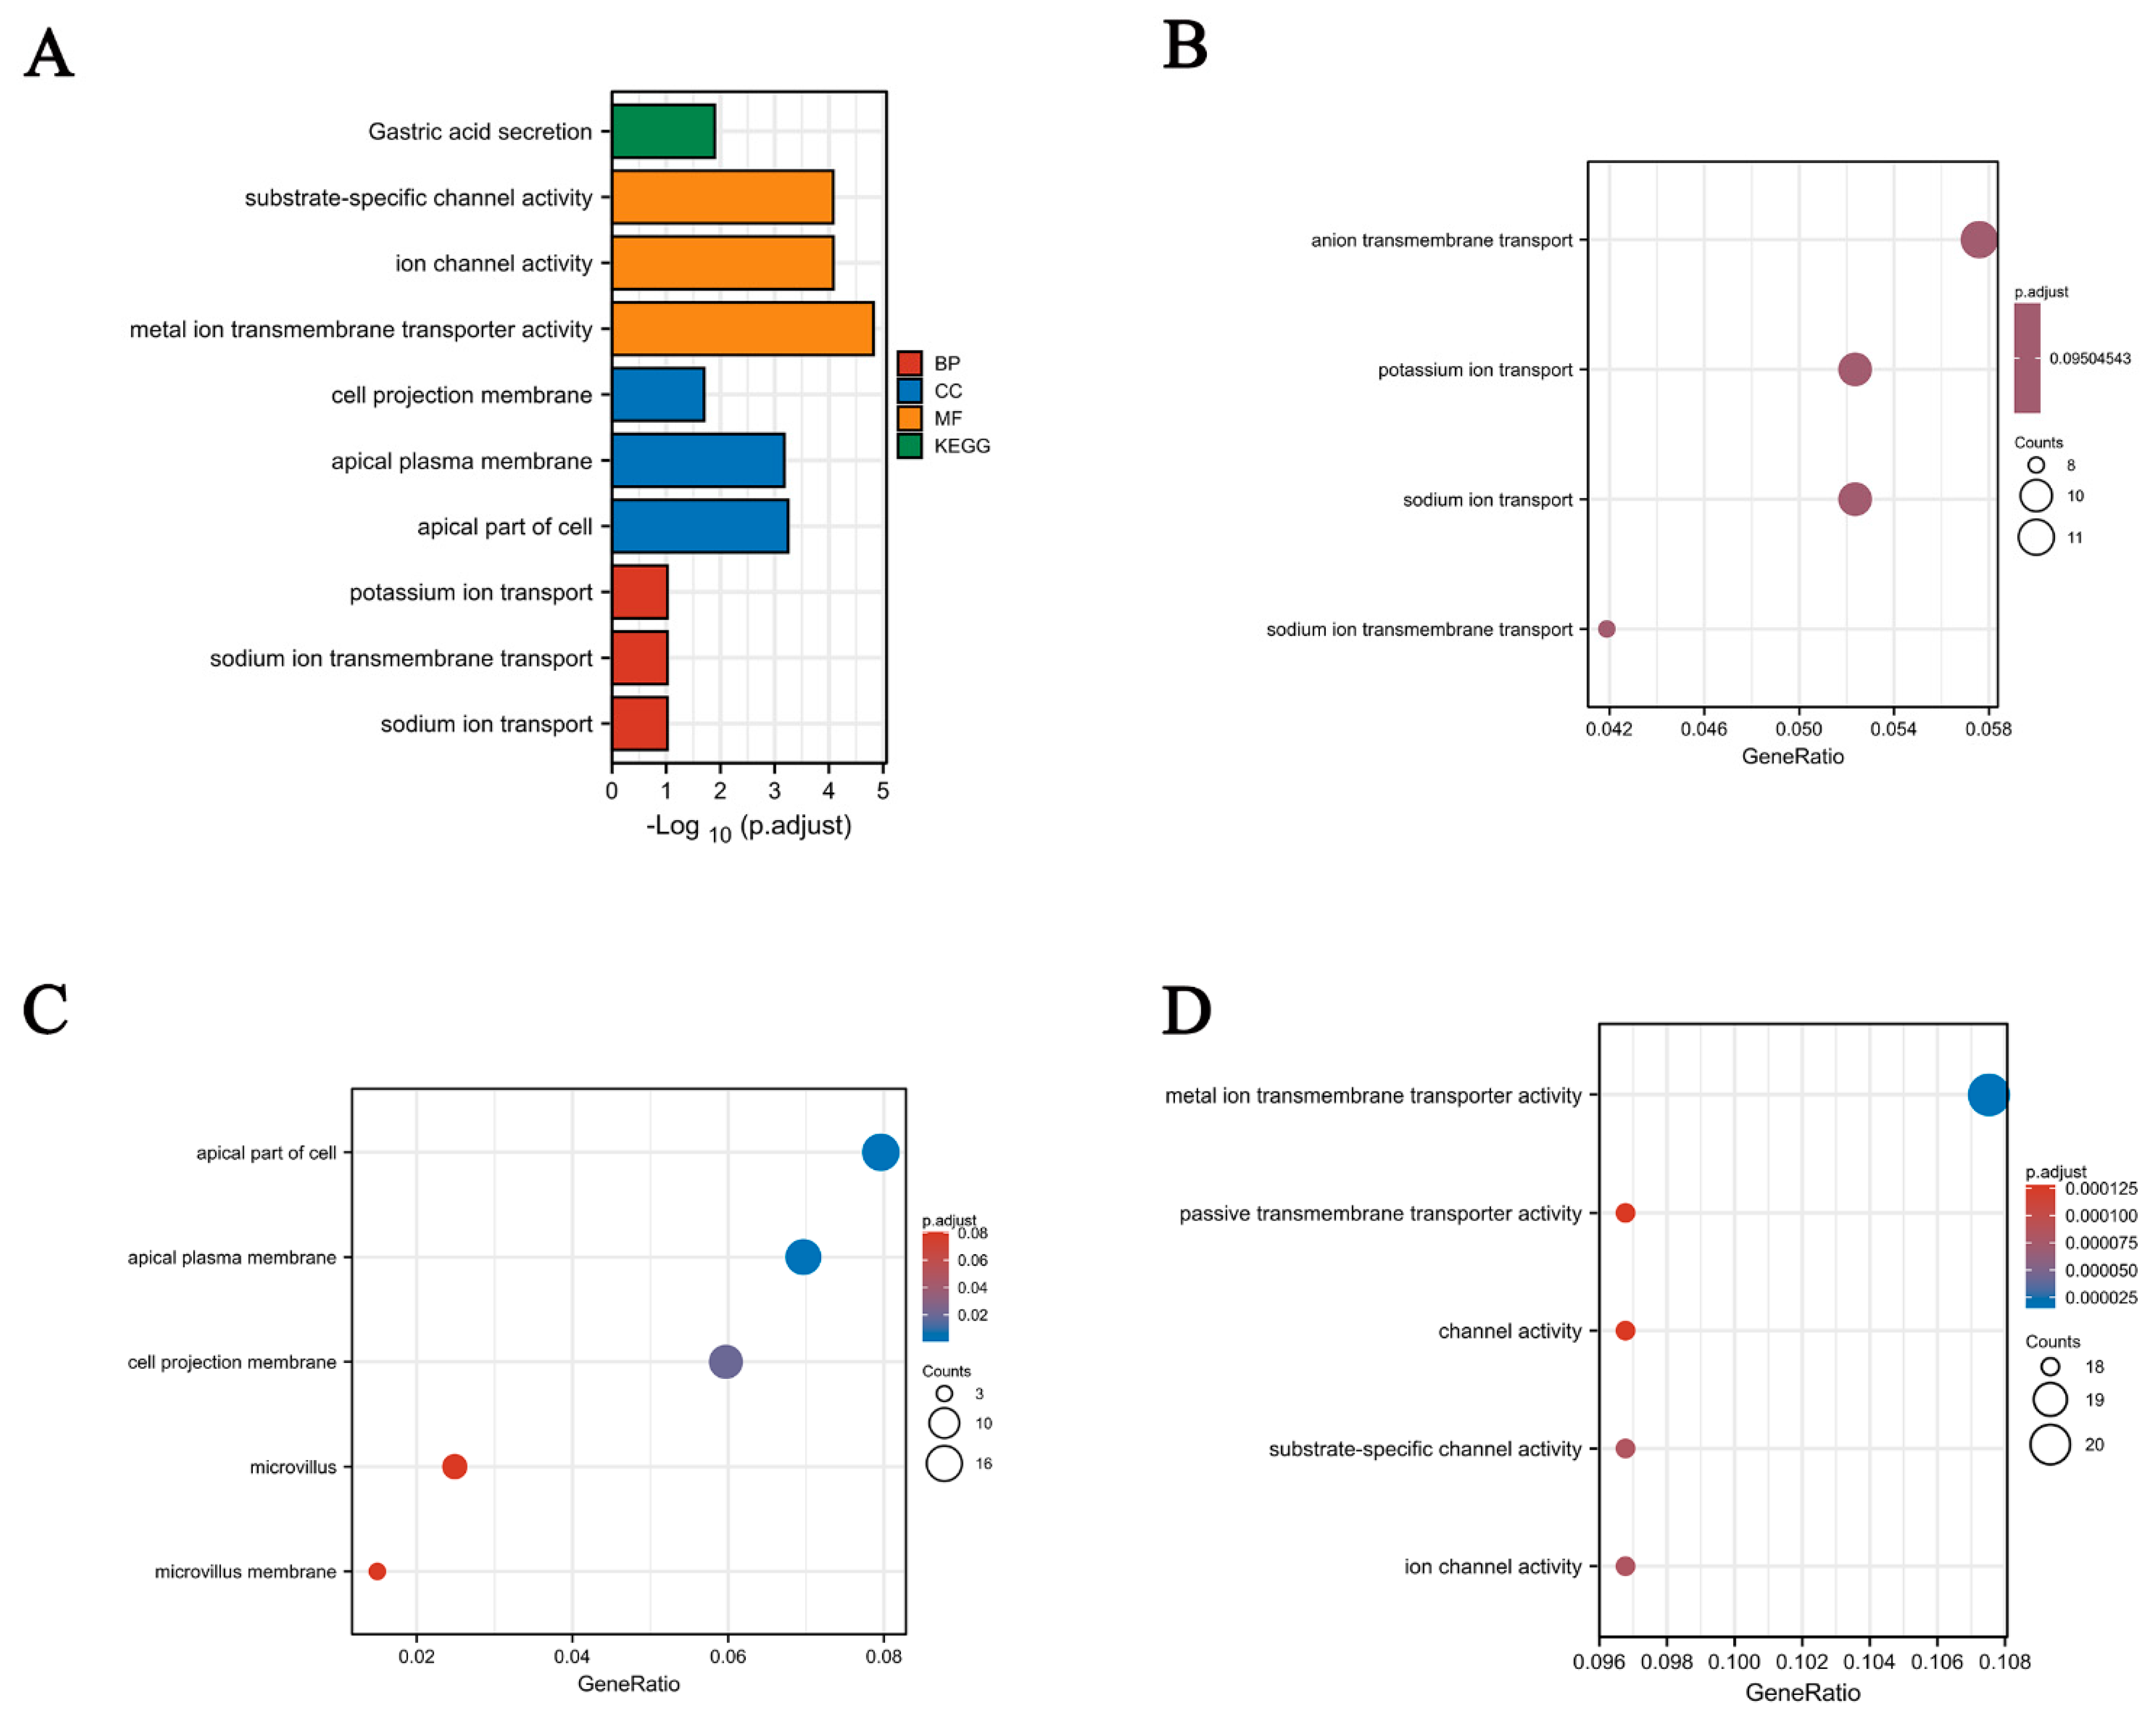 A
Gastric acid secretion
substrate-specific channel activity
ion channel activity
metal ion transmembrane transporter activity
cell projection membrane
apical plasma membrane
apical part of cell
potassium ion transport
sodium ion transmembrane transport
sodium ion transport
0 1 2 3 4 5
-Log 10 (p.adjust)
BP
CC
MF
KEGG
B
anion transmembrane transport
potassium ion transport
sodium ion transport
sodium ion transmembrane transport
0.042 0.046 0.050 0.054 0.058
GeneRatio
p.adjust
0.09504543
Counts
8
10
11
C
apical part of cell
apical plasma membrane
cell projection membrane
microvillus
microvillus membrane
0.02 0.04 0.06 0.08
GeneRatio
p.adjust
0.08
0.06
0.04
0.02
Counts
3
10
16
D
metal ion transmembrane transporter activity
passive transmembrane transporter activity
channel activity
substrate-specific channel activity
ion channel activity
0.096 0.098 0.100 0.102 0.104 0.106 0.108
GeneRatio
p.adjust
0.000125
0.000100
0.000075
0.000050
0.000025
Counts
18
19
20